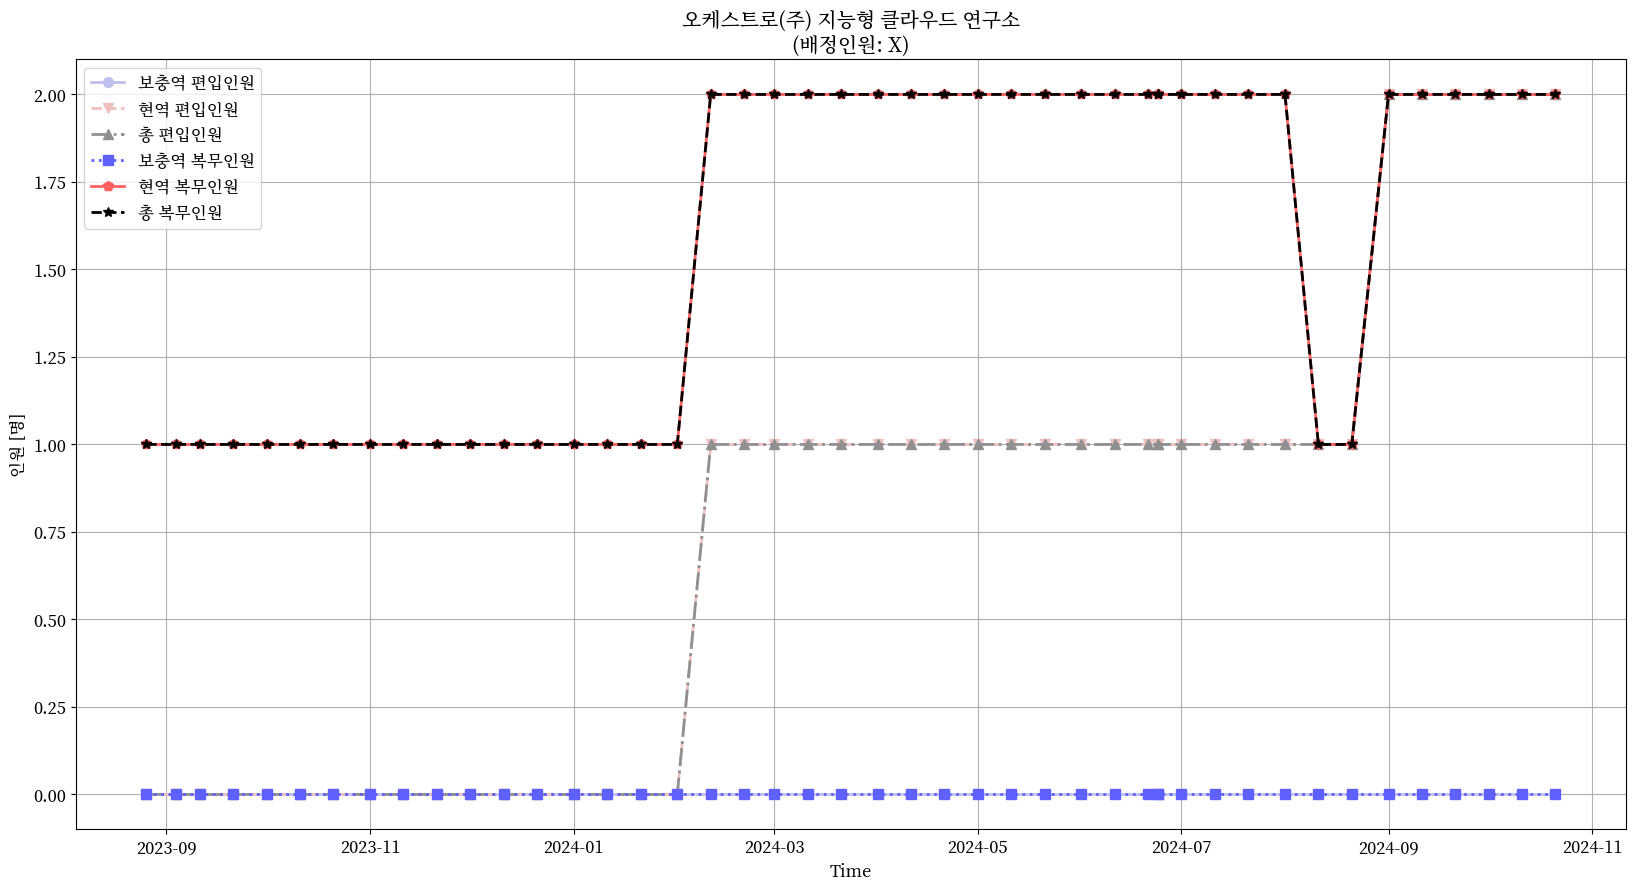 오케스트로(주) 지능형 클라우드 연구소
(배정인원: X)
보충역 편입인원
현역 편입인원
총 편입인원
보충역 복무인원
현역 복무인원
총 복무인원
2.00
1.75
1.50
1.25
1.00
0.75
0.50
0.25
0.00
인원 [명]
2023-09
2023-11
2024-01
2024-03
2024-05
2024-07
2024-09
2024-11
Time